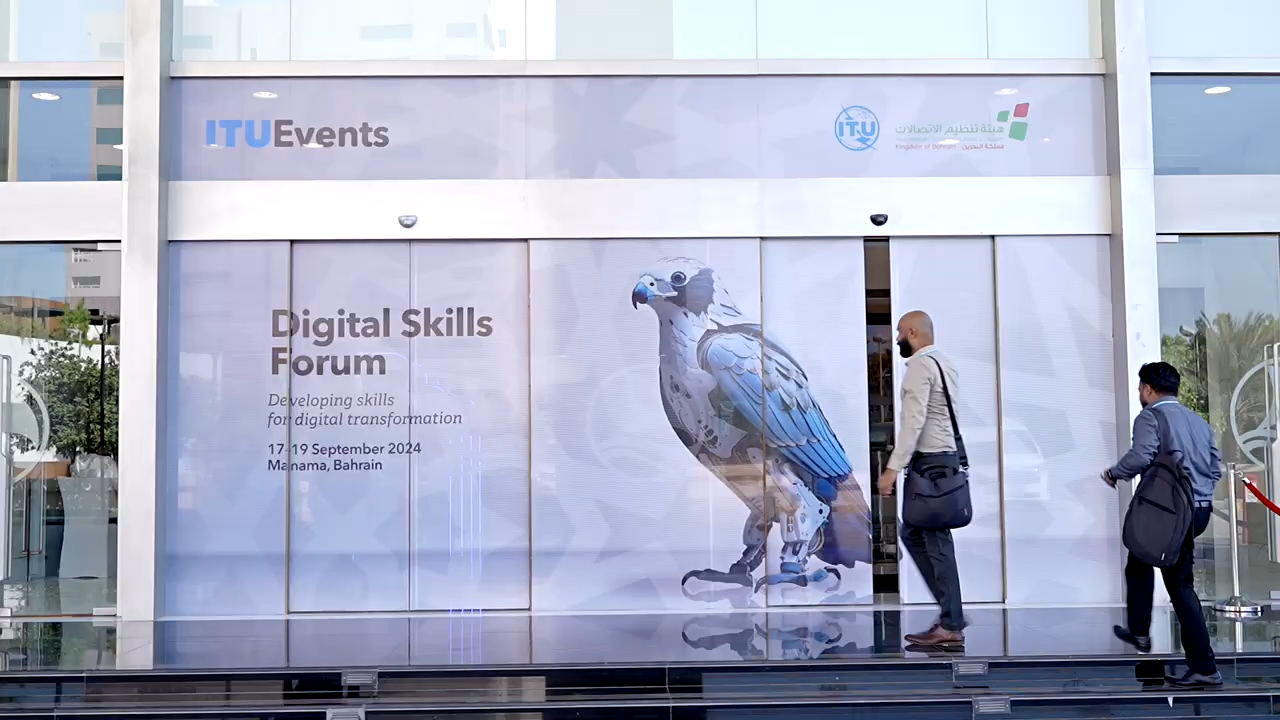 ITUEvents
ITU
هيئة تنظيم الاتصالات
Kingdom of Bahrain مملكة البحرين
Digital Skills
Forum
Developing skills
for digital transformation
17-19 September 2024
Manama, Bahrain